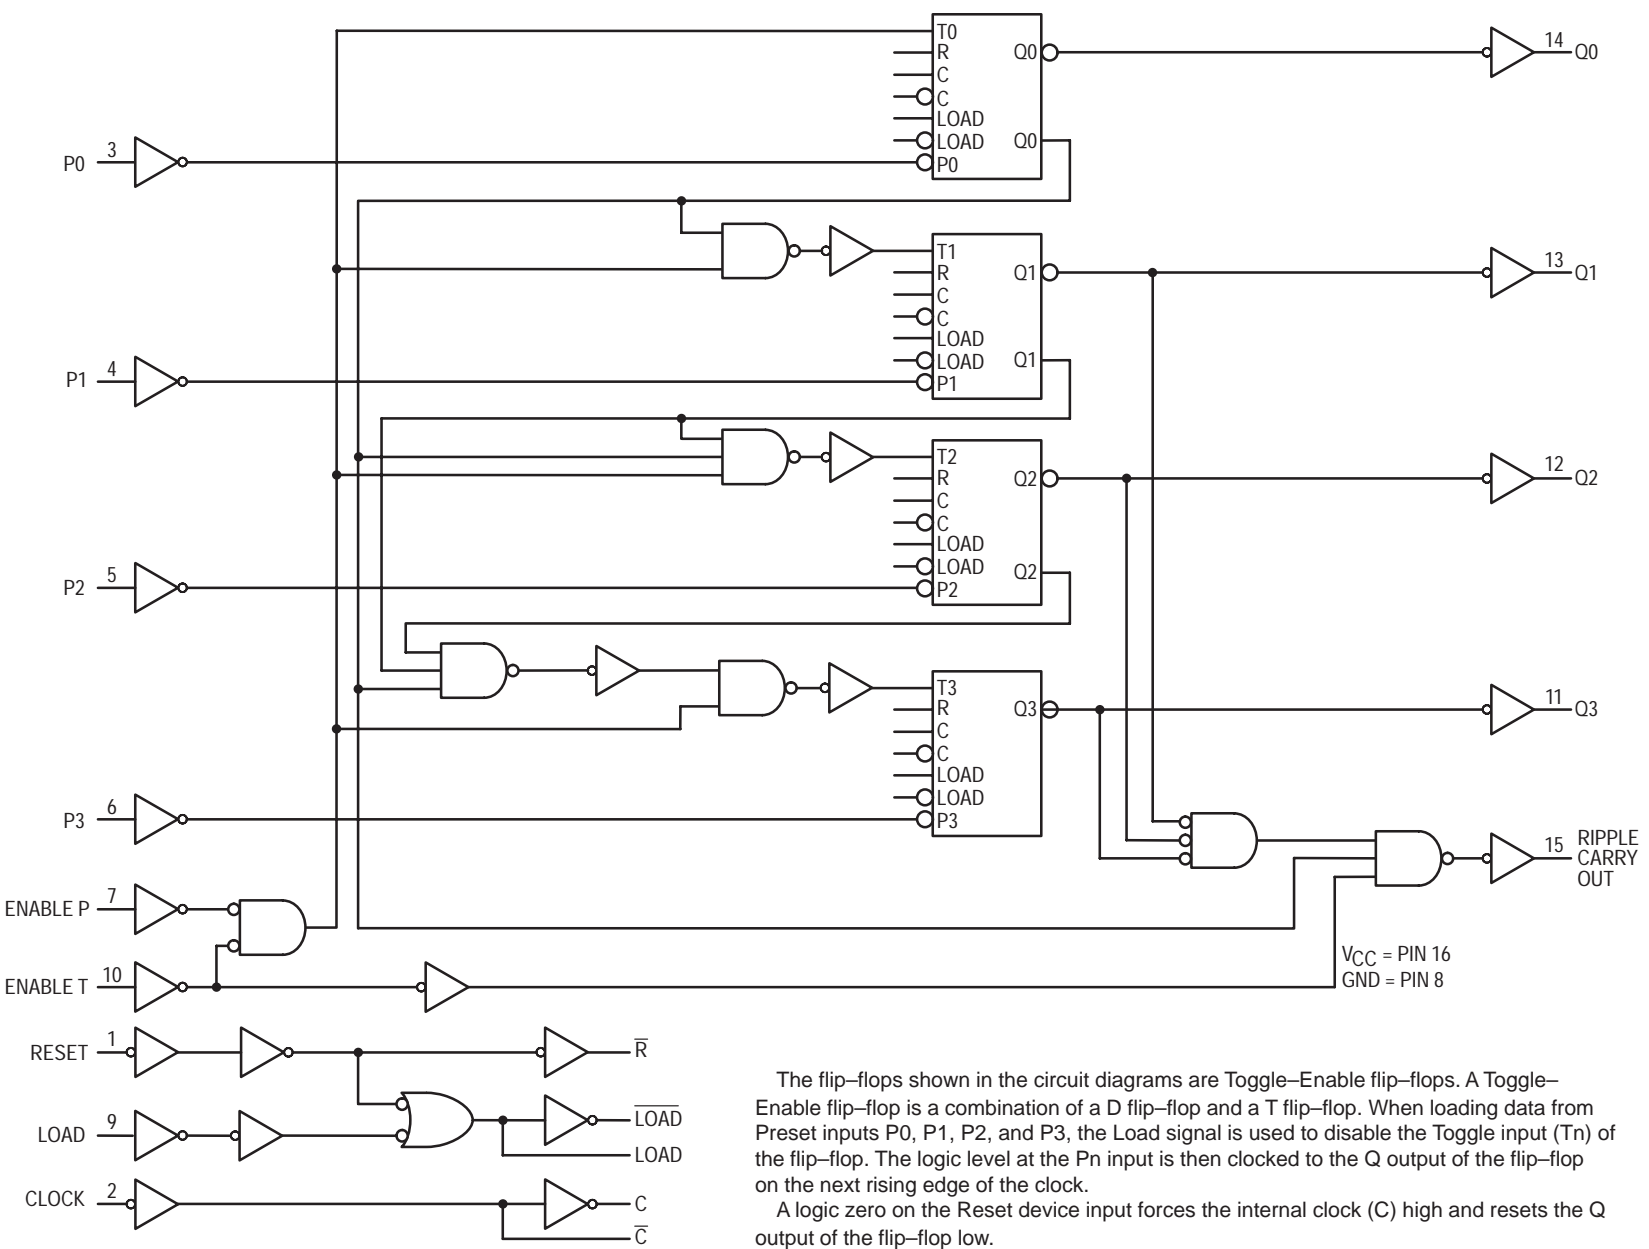 T0
R
Q0
14
Q0
C
C
LOAD
LOAD
Q0
P0
3
P0
T1
R
Q1
13
Q1
C
C
LOAD
LOAD
Q1
P1
4
P1
T2
R
Q2
12
Q2
C
C
LOAD
LOAD
Q2
P2
5
P2
T3
R
Q3
11
Q3
C
C
LOAD
LOAD
P3
6
P3
15
RIPPLE
CARRY
OUT
7
ENABLE P
10
ENABLE T
VCC = PIN 16
GND = PIN 8
1
RESET
R̅
9
LOAD
L̅O̅A̅D̅
LOAD
2
CLOCK
C
C̅
The flip–flops shown in the circuit diagrams are Toggle–Enable flip–flops. A Toggle–
Enable flip–flop is a combination of a D flip–flop and a T flip–flop. When loading data from
Preset inputs P0, P1, P2, and P3, the Load signal is used to disable the Toggle input (Tn) of
the flip–flop. The logic level at the Pn input is then clocked to the Q output of the flip–flop
on the next rising edge of the clock.
A logic zero on the Reset device input forces the internal clock (C) high and resets the Q
output of the flip–flop low.